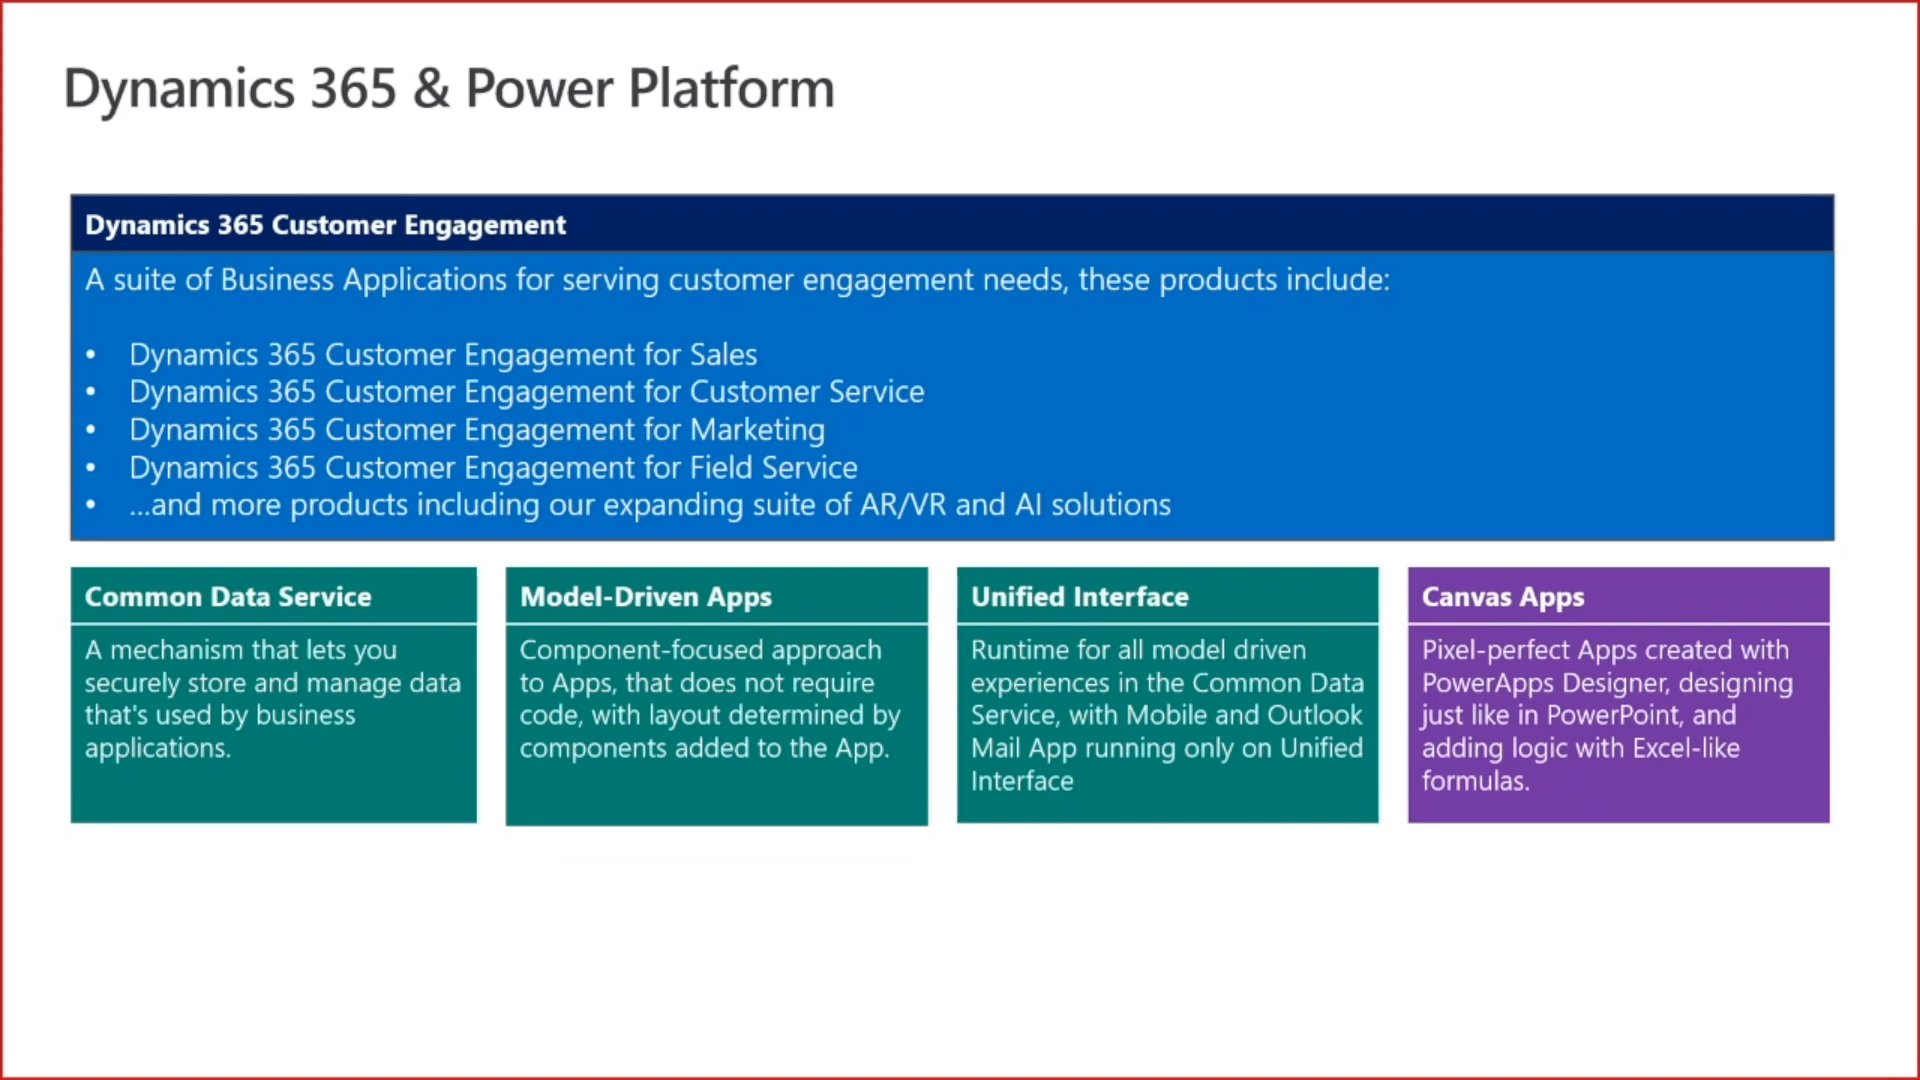 Dynamics 365 & Power Platform
Dynamics 365 Customer Engagement
A suite of Business Applications for serving customer engagement needs, these products include:
• Dynamics 365 Customer Engagement for Sales
• Dynamics 365 Customer Engagement for Customer Service
• Dynamics 365 Customer Engagement for Marketing
• Dynamics 365 Customer Engagement for Field Service
• ...and more products including our expanding suite of AR/VR and AI solutions
Common Data Service
A mechanism that lets you
securely store and manage data
that's used by business
applications.
Model-Driven Apps
Component-focused approach
to Apps, that does not require
code, with layout determined by
components added to the App.
Unified Interface
Runtime for all model driven
experiences in the Common Data
Service, with Mobile and Outlook
Mail App running only on Unified
Interface
Canvas Apps
Pixel-perfect Apps created with
PowerApps Designer, designing
just like in PowerPoint, and
adding logic with Excel-like
formulas.